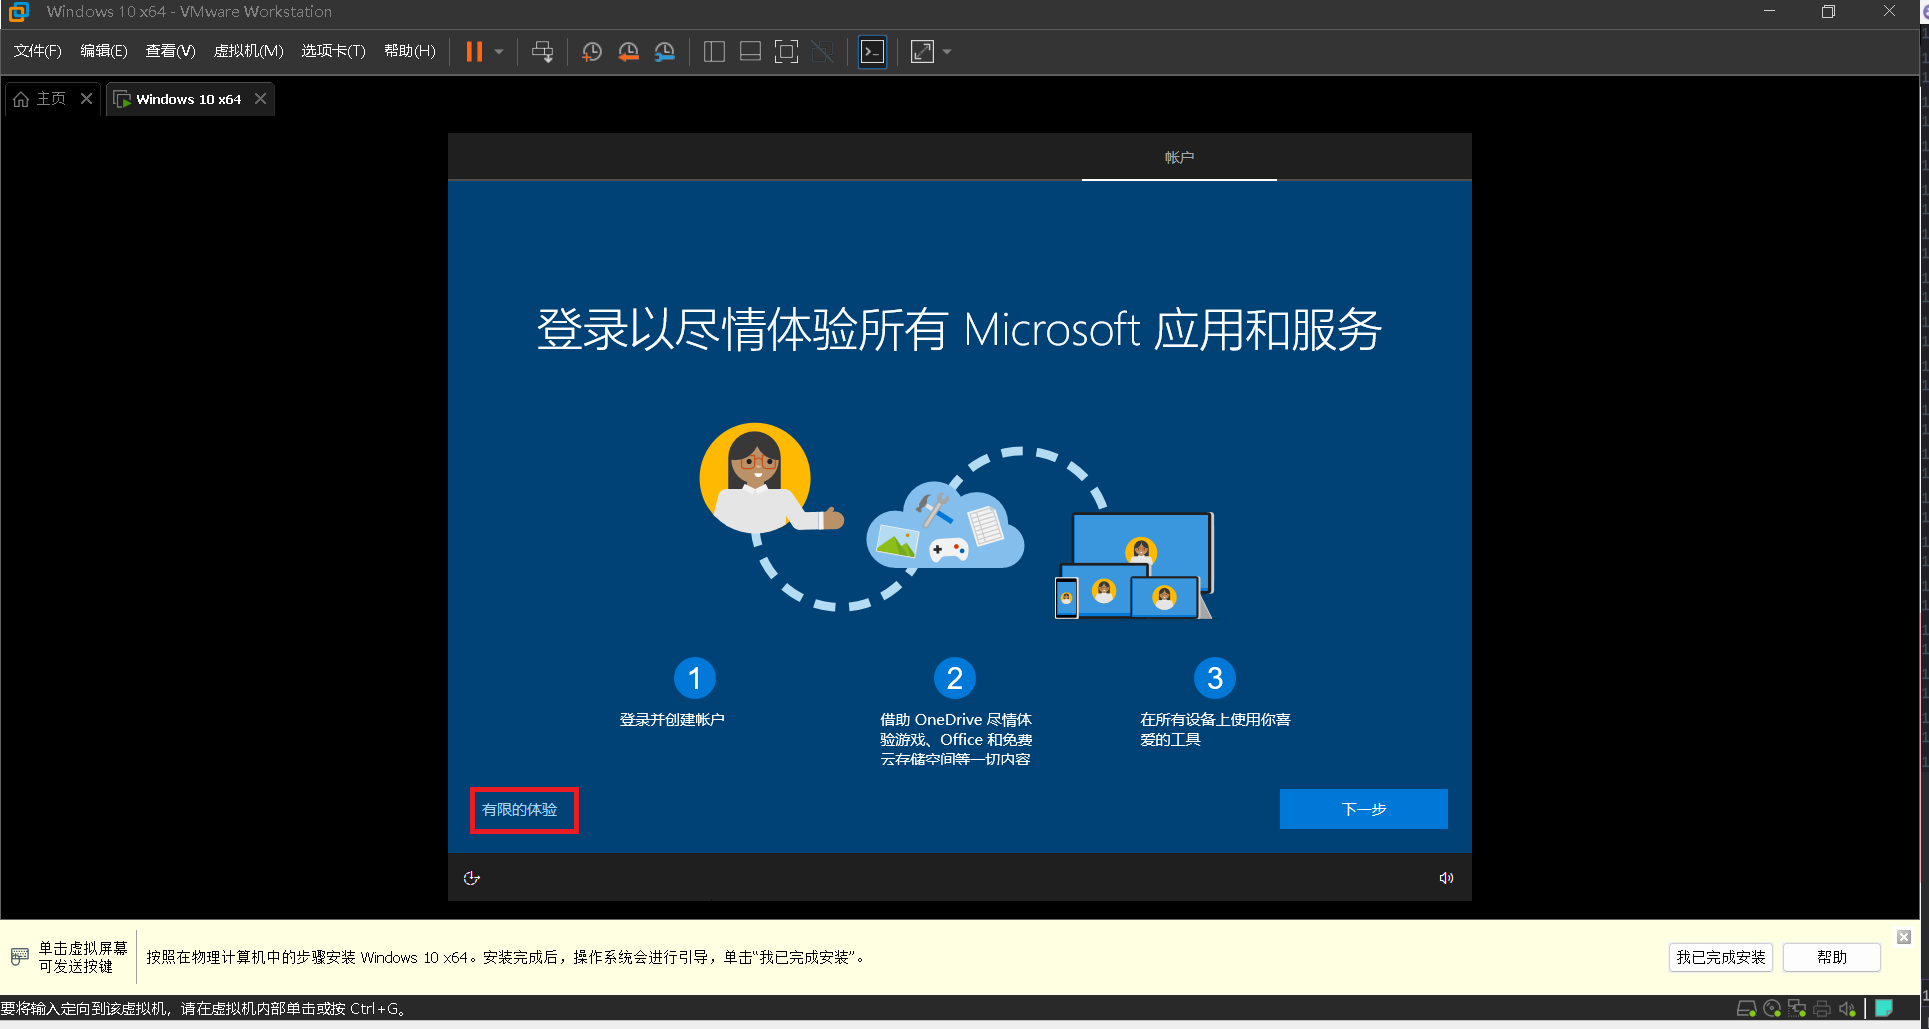 Windows 10 x64 - VMware Workstation
文件(F) 编辑(E) 查看(V) 虚拟机(M) 选项卡(T) 帮助(H)
主页 Windows 10 x64
帐户
登录以尽情体验所有 Microsoft 应用和服务
1
登录并创建帐户
2
借助 OneDrive 尽情体
验游戏、Office 和免费
云存储空间等一切内容
3
在所有设备上使用你喜
爱的工具
有限的体验
下一步
单击虚拟屏幕
可发送按键
按照在物理计算机中的步骤安装 Windows 10 x64。安装完成后，操作系统会进行引导，单击“我已完成安装”。
我已完成安装
帮助
要将输入定向到该虚拟机，请在虚拟机内部单击或按 Ctrl+G。